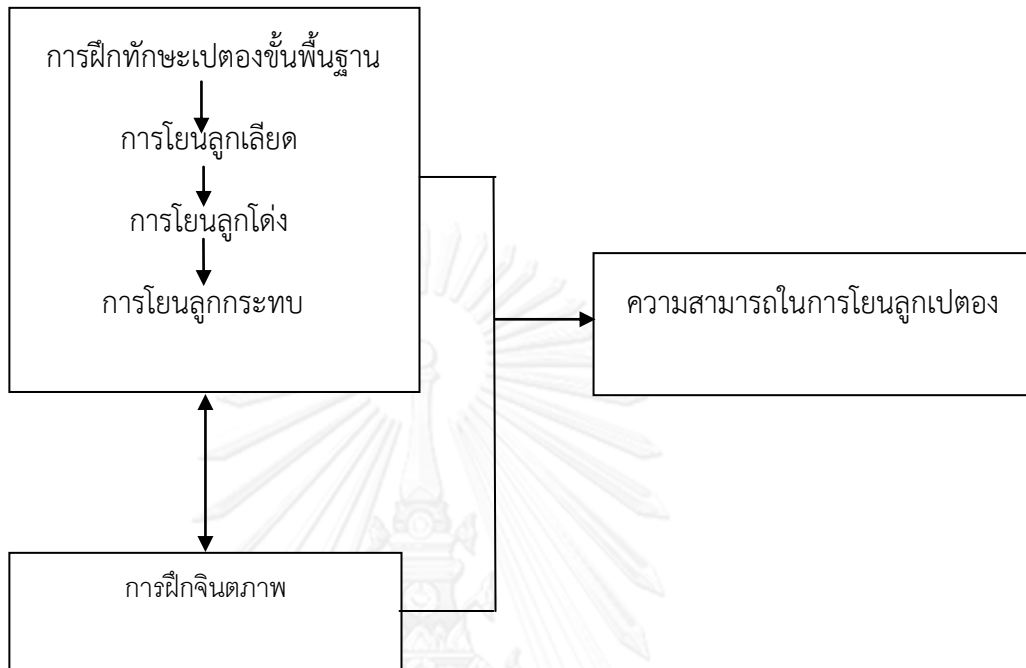 การฝึกทักษะเปตองขั้นพื้นฐาน
การโยนลูกเลียด
การโยนลูกโด่ง
การโยนลูกกระทบ
ความสามารถในการโยนลูกเปตอง
การฝึกจินตภาพ